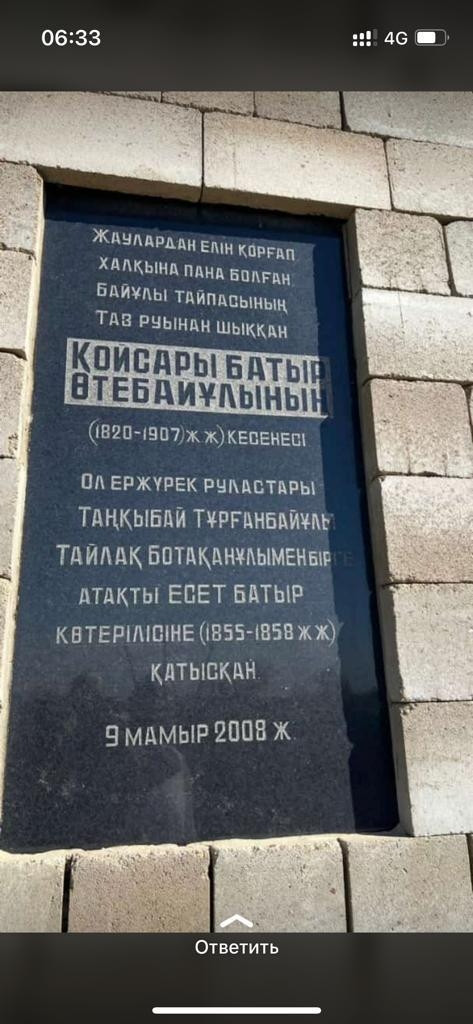 06:33
4G
ЖАУЛАРДАН ЕЛІН ҚОРҒАП
ХАЛҚЫНА ПАНА БОЛҒАН
БАЙҰЛЫ ТАЙПАСЫНЫҢ
ТАЗ РУЫНАН ШЫҚҚАН
ҚОЙСАРЫ БАТЫР
ӨТЕБАЙҰЛЫНЫҢ
(1820-1907)Ж Ж) КЕСЕНЕСІ
ОЛ ЕРЖҮРЕК РУЛАСТАРЫ
ТАҢҚЫБАЙ ТҰРҒАНБАЙҰЛЫ
ТАЙЛАҚ БОТАҚАНҰЛЫМЕН БІРГЕ
АТАҚТЫ ЕСЕТ БАТЫР
КӨТЕРІЛІСІНЕ (1855-1858 Ж Ж)
ҚАТЫСҚАН.
9 МАМЫР 2008 Ж.
Ответить